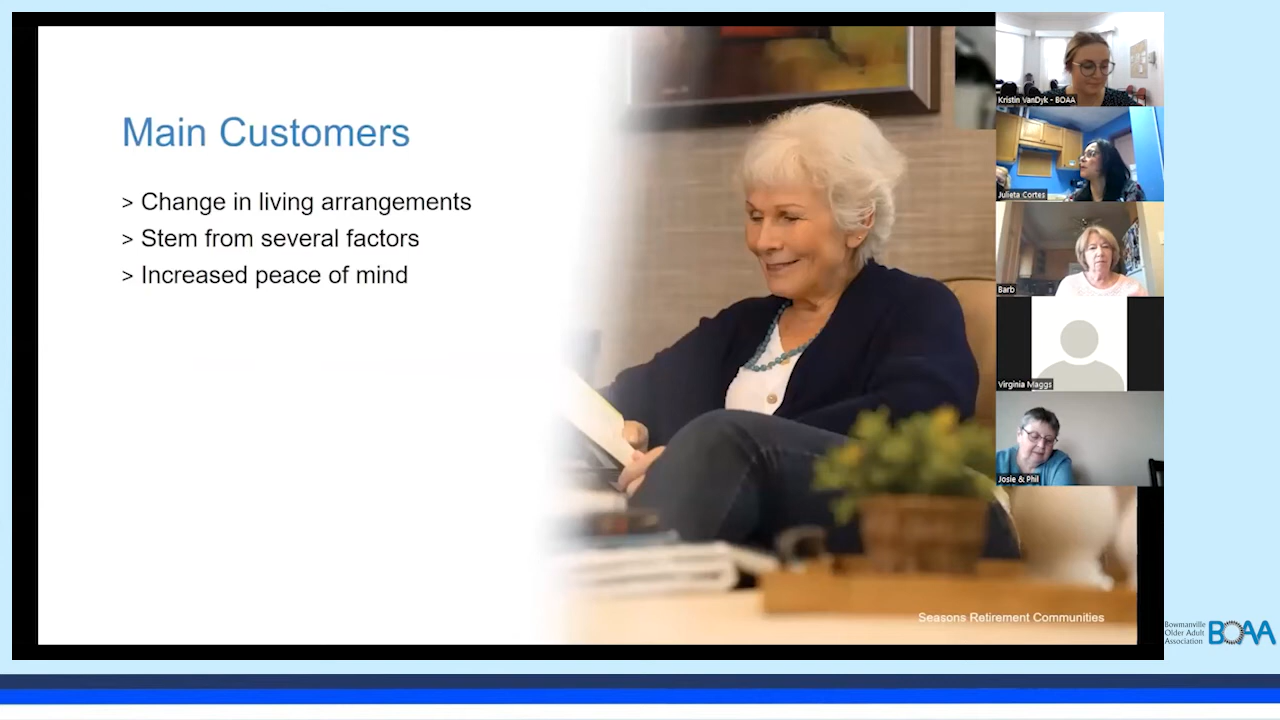 Main Customers
> Change in living arrangements
> Stem from several factors
> Increased peace of mind
Seasons Retirement Communities
Kristin VanDyk - BOAA
Julieta Cortes
Barb
Virginia Maggs
Josie & Phil
Bowmanville
Older Adult
Association
BOAA